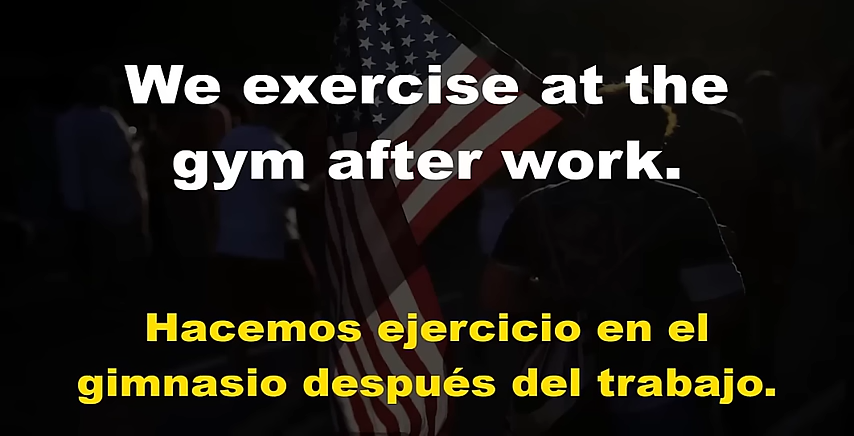 We exercise at the
gym after work.
Hacemos ejercicio en el
gimnasio después del trabajo.